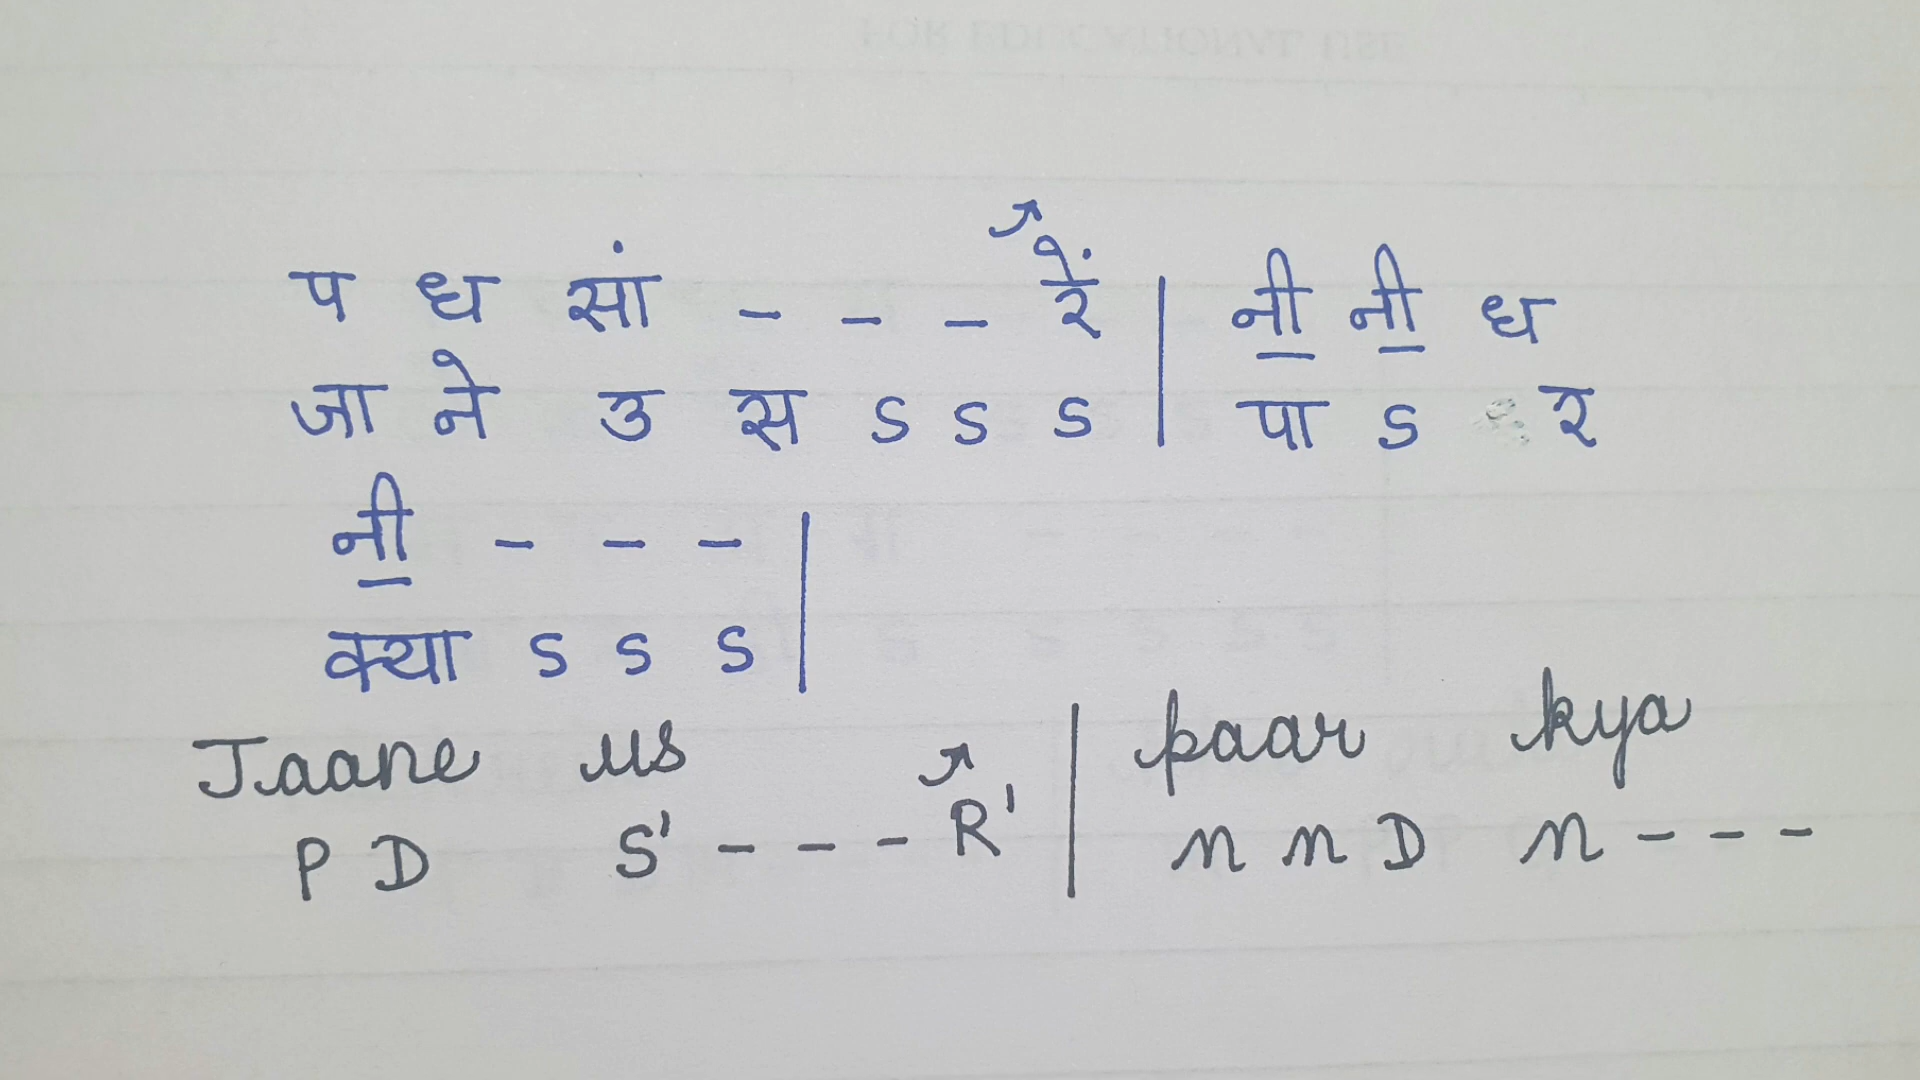 प ध सां - - - रें | नी॒ नी॒ ध
जा ने उ स ऽ ऽ ऽ | पा ऽ र
नी॒ - - - |
क्या ऽ ऽ ऽ |
Jaane us | paar kya
P D S' - - - R' | n n D n - - -